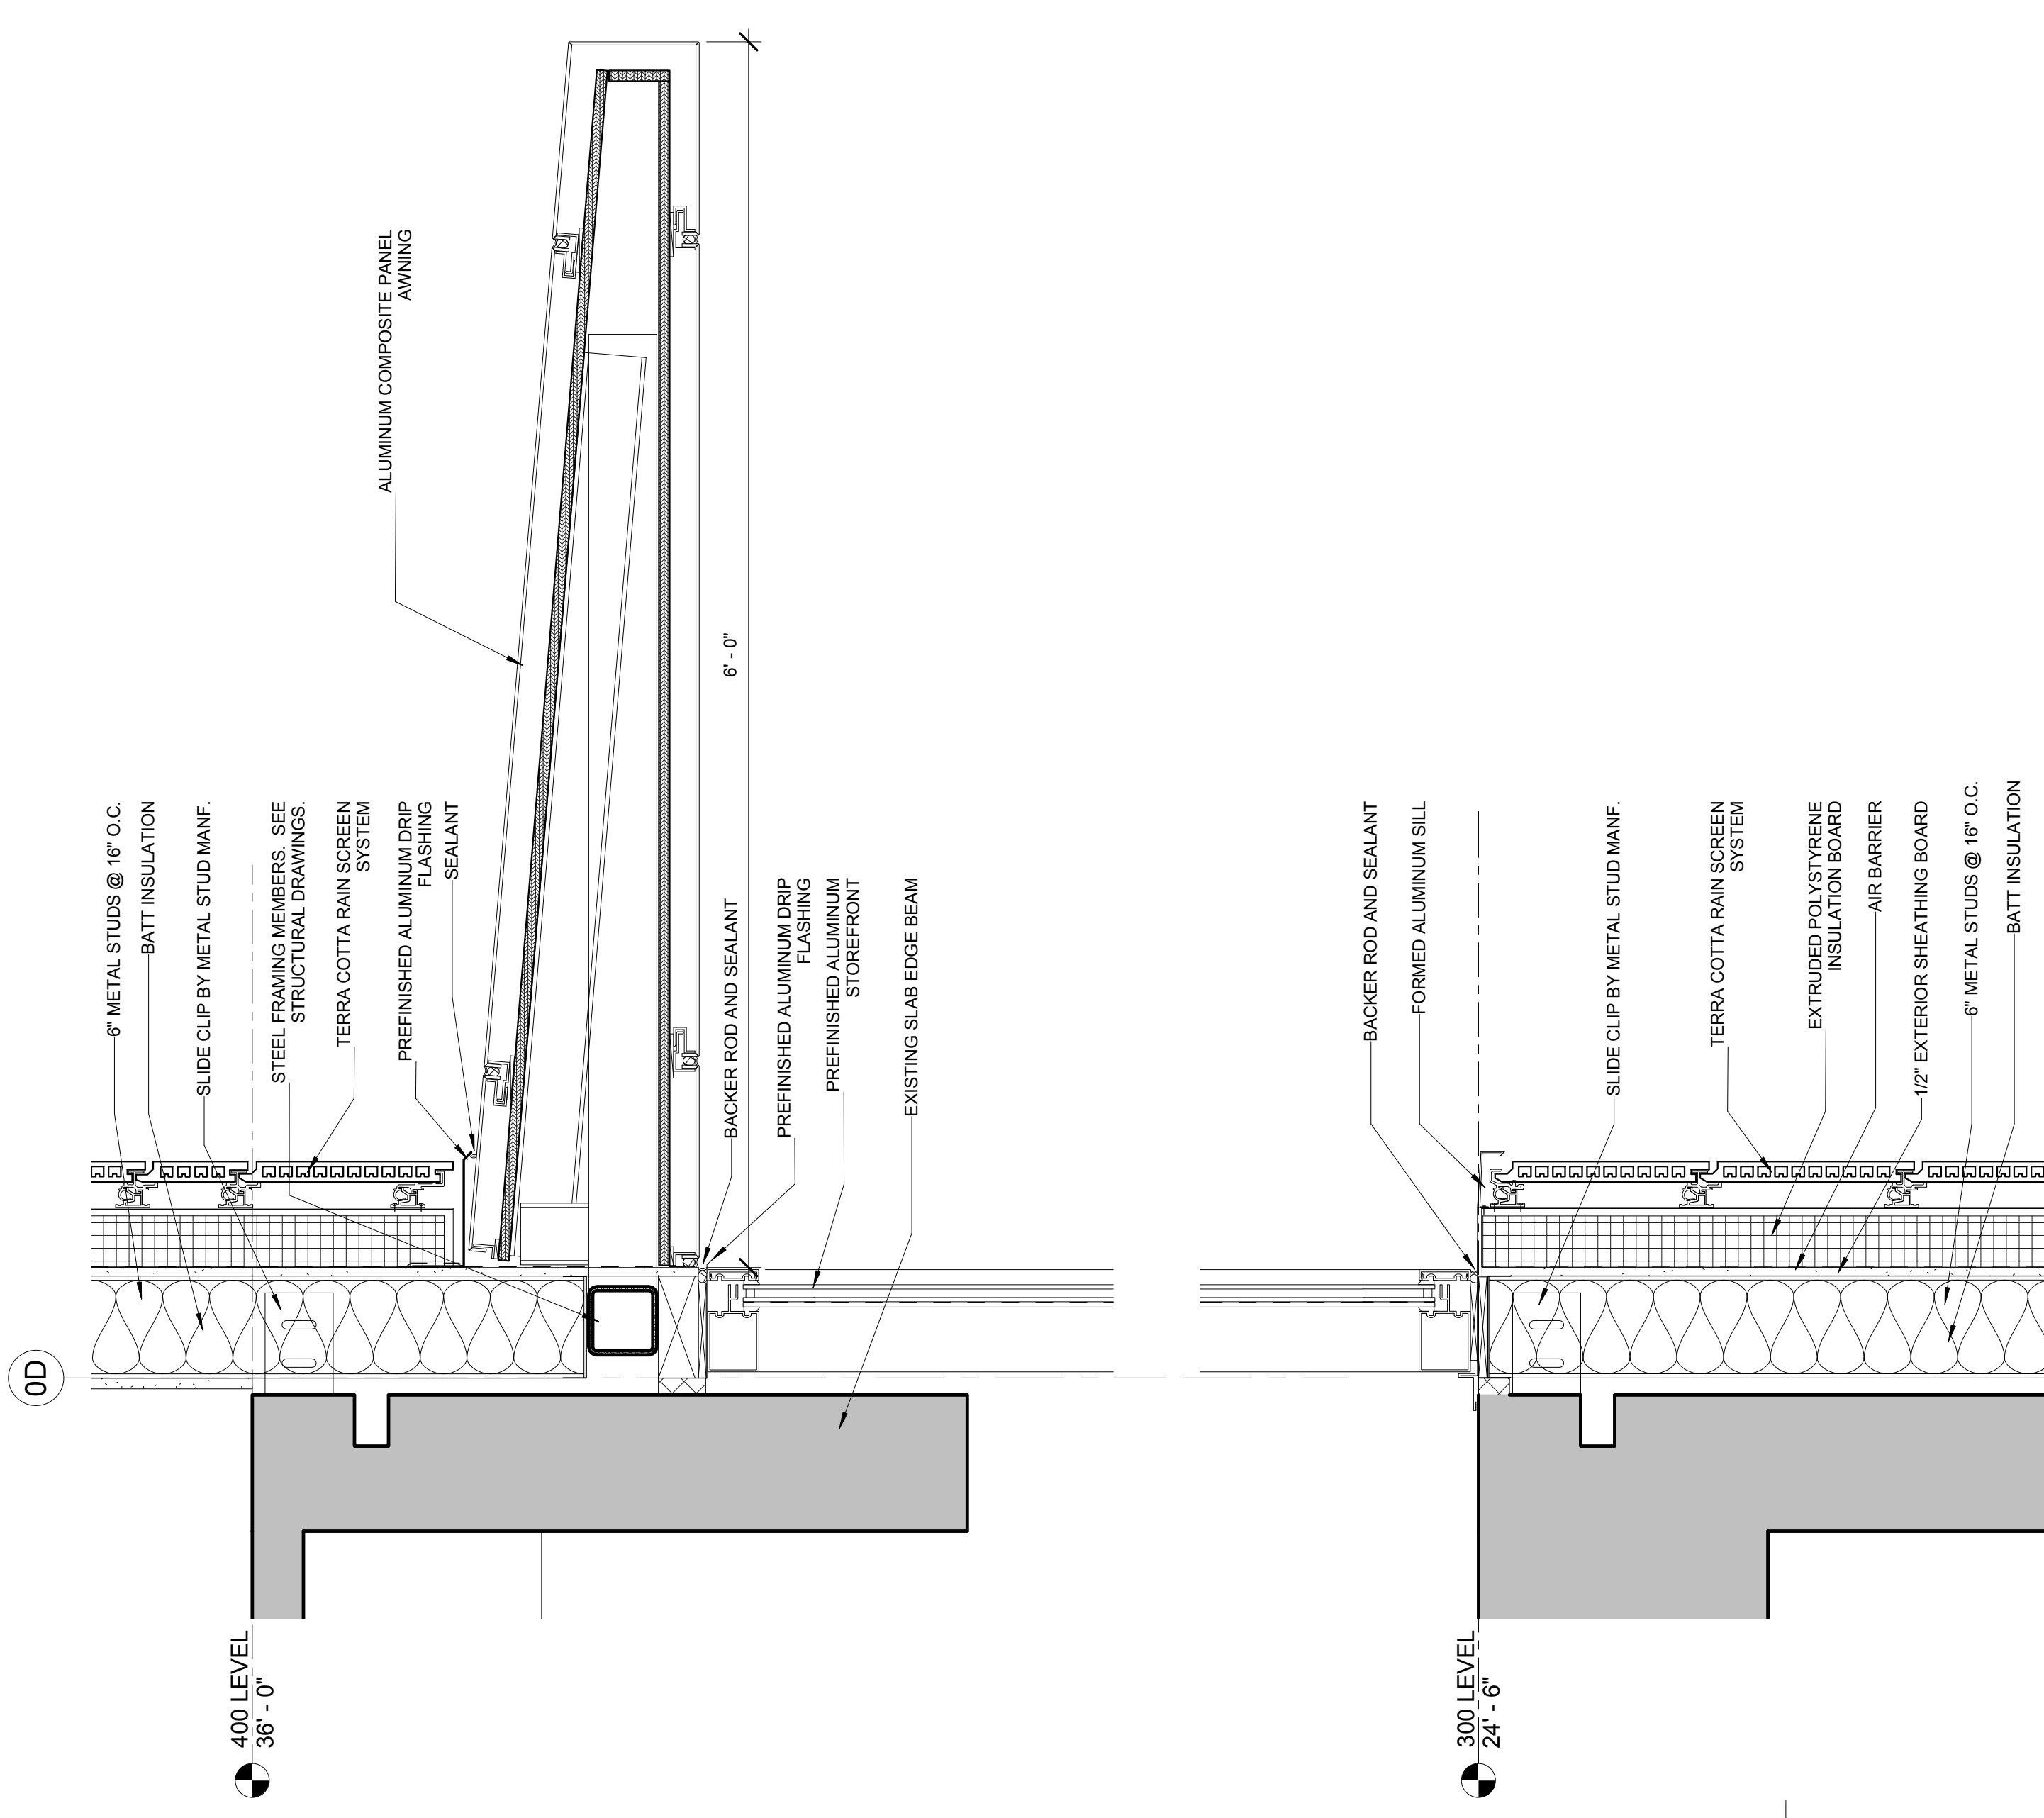 ALUMINUM COMPOSITE PANEL
AWNING
6" METAL STUDS @ 16" O.C.
BATT INSULATION
SLIDE CLIP BY METAL STUD MANF.
STEEL FRAMING MEMBERS. SEE
STRUCTURAL DRAWINGS.
TERRA COTTA RAIN SCREEN
SYSTEM
PREFINISHED ALUMINUM DRIP
FLASHING
SEALANT
6' - 0"
BACKER ROD AND SEALANT
PREFINISHED ALUMINUM DRIP
FLASHING
PREFINISHED ALUMINUM
STOREFRONT
EXISTING SLAB EDGE BEAM
BACKER ROD AND SEALANT
FORMED ALUMINUM SILL
SLIDE CLIP BY METAL STUD MANF.
TERRA COTTA RAIN SCREEN
SYSTEM
EXTRUDED POLYSTYRENE
INSULATION BOARD
AIR BARRIER
1/2" EXTERIOR SHEATHING BOARD
6" METAL STUDS @ 16" O.C.
BATT INSULATION
0D
400 LEVEL
36' - 0"
300 LEVEL
24' - 6"